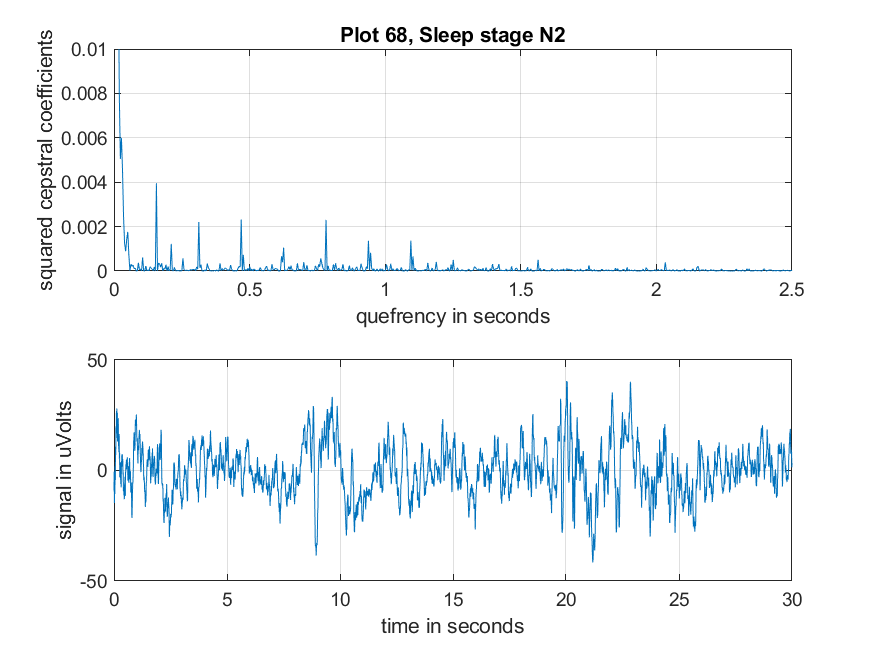 Plot 68, Sleep stage N2
squared cepstral coefficients
0.01
0.008
0.006
0.004
0.002
0
0 0.5 1 1.5 2 2.5
quefrency in seconds
signal in uVolts
50
0
-50
0 5 10 15 20 25 30
time in seconds